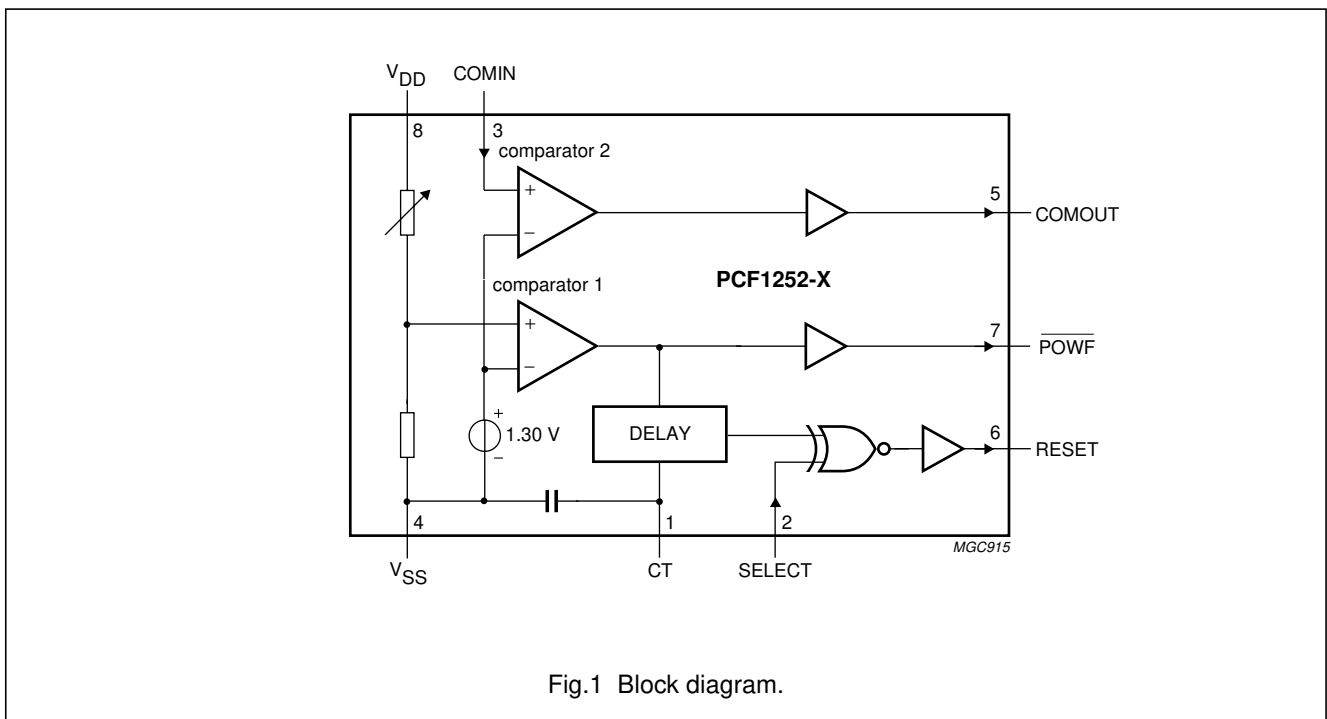 VDD COMIN
8 3
comparator 2
+
−
5
COMOUT
PCF1252-X
comparator 1
+
−
7
POWF
+
1.30 V
−
DELAY
6
RESET
4 1 2
MGC915
VSS CT SELECT
Fig.1 Block diagram.